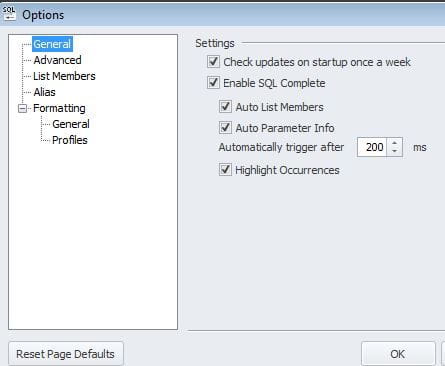 SQL Options
General
Advanced
List Members
Alias
Formatting
General
Profiles
Settings
Check updates on startup once a week
Enable SQL Complete
Auto List Members
Auto Parameter Info
Automatically trigger after 200 ms
Highlight Occurrences
Reset Page Defaults
OK